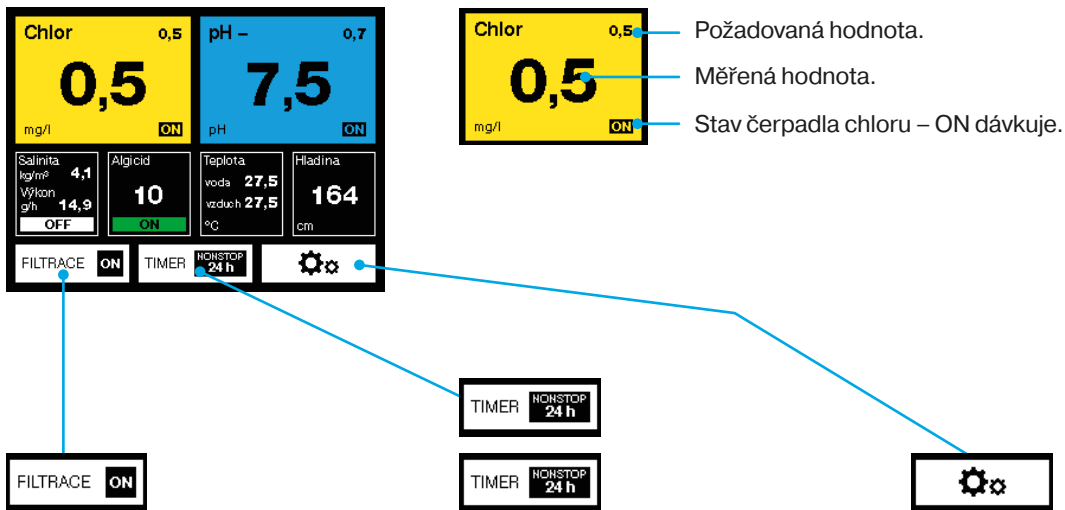 Chlor 0,5
0,5
mg/l ON
pH – 0,7
7,5
pH ON
Salinita
kg/m³ 4,1
Výkon
g/h 14,9
OFF
Algicid
10
ON
Teplota
voda 27,5
vzduch 27,5
°C
Hladina
164
cm
FILTRACE ON
TIMER NONSTOP
24 h
Chlor 0,5
0,5
mg/l ON
Požadovaná hodnota.
Měřená hodnota.
Stav čerpadla chloru – ON dávkuje.
TIMER NONSTOP
24 h
FILTRACE ON
TIMER NONSTOP
24 h